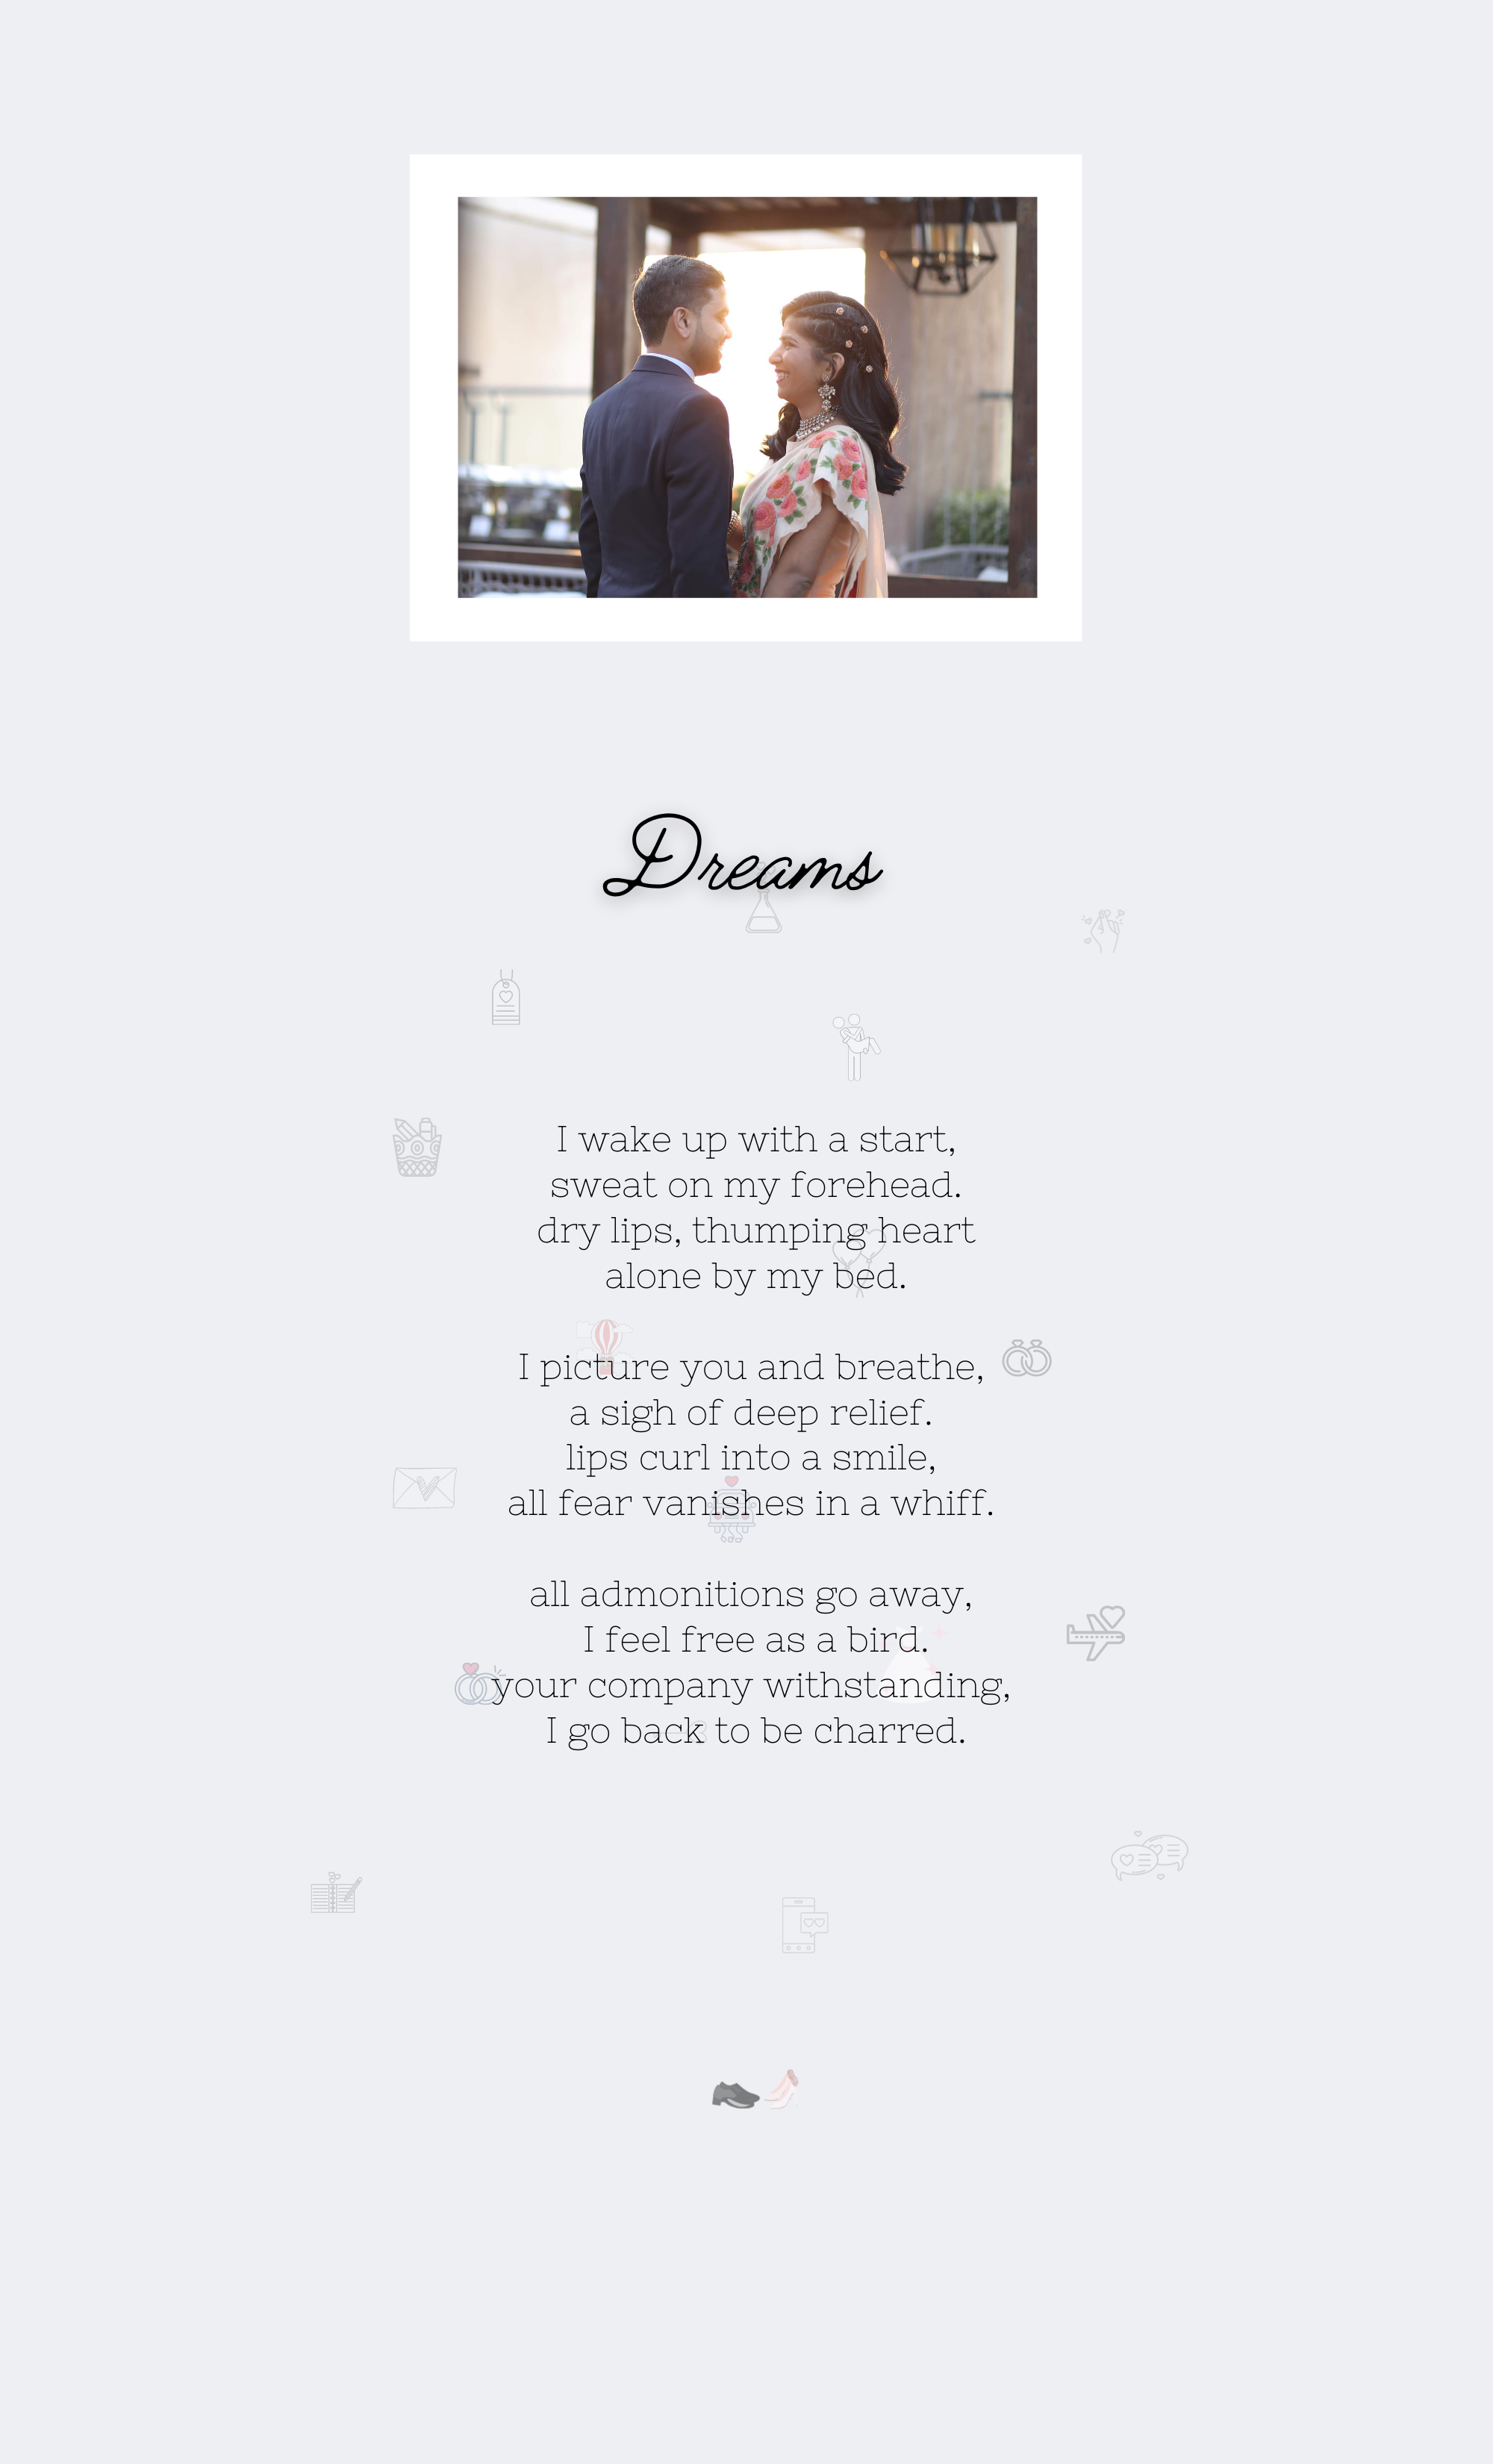 Dreams
I wake up with a start,
sweat on my forehead.
dry lips, thumping heart
alone by my bed.
I picture you and breathe,
a sigh of deep relief.
lips curl into a smile,
all fear vanishes in a whiff.
all admonitions go away,
I feel free as a bird.
your company withstanding,
I go back to be charred.